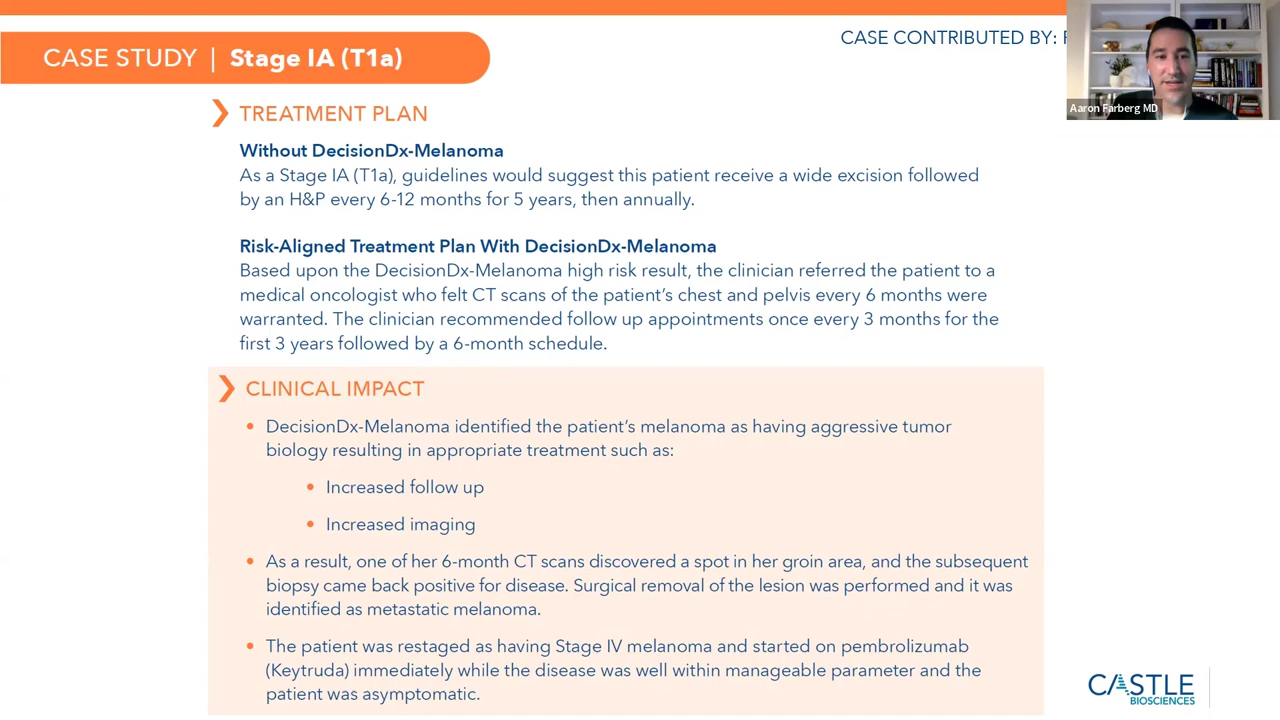 CASE STUDY | Stage IA (T1a)
CASE CONTRIBUTED BY:
Aaron Farberg MD
TREATMENT PLAN
Without DecisionDx-Melanoma
As a Stage IA (T1a), guidelines would suggest this patient receive a wide excision followed
by an H&P every 6-12 months for 5 years, then annually.
Risk-Aligned Treatment Plan With DecisionDx-Melanoma
Based upon the DecisionDx-Melanoma high risk result, the clinician referred the patient to a
medical oncologist who felt CT scans of the patient's chest and pelvis every 6 months were
warranted. The clinician recommended follow up appointments once every 3 months for the
first 3 years followed by a 6-month schedule.
CLINICAL IMPACT
• DecisionDx-Melanoma identified the patient's melanoma as having aggressive tumor
biology resulting in appropriate treatment such as:
• Increased follow up
• Increased imaging
• As a result, one of her 6-month CT scans discovered a spot in her groin area, and the subsequent
biopsy came back positive for disease. Surgical removal of the lesion was performed and it was
identified as metastatic melanoma.
• The patient was restaged as having Stage IV melanoma and started on pembrolizumab
(Keytruda) immediately while the disease was well within manageable parameter and the
patient was asymptomatic.
CASTLE
BIOSCIENCES